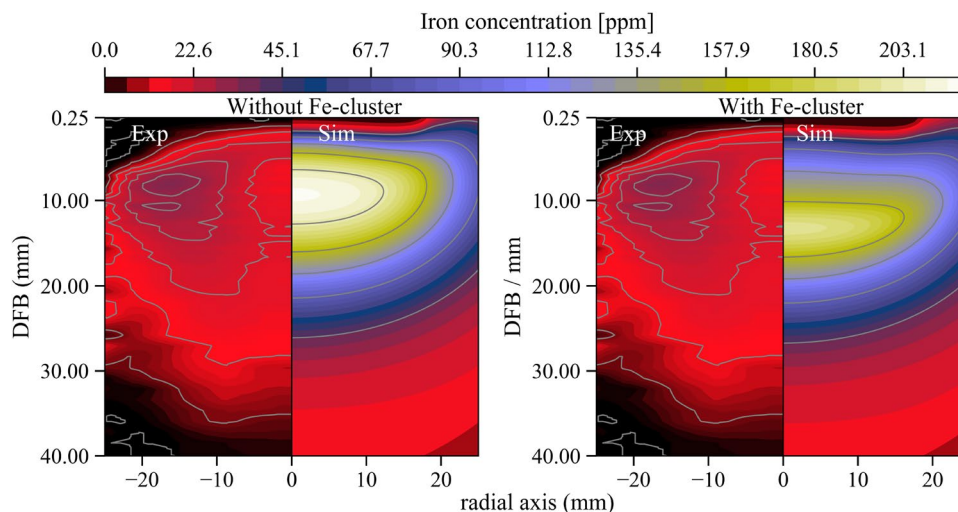 Iron concentration [ppm]
0.0 22.6 45.1 67.7 90.3 112.8 135.4 157.9 180.5 203.1
Without Fe-cluster With Fe-cluster
0.25 Exp Sim 0.25 Exp Sim
10.00 10.00
DFB (mm) DFB / mm
20.00 20.00
30.00 30.00
40.00 40.00
−20 −10 0 10 20 −20 −10 0 10 20
radial axis (mm)